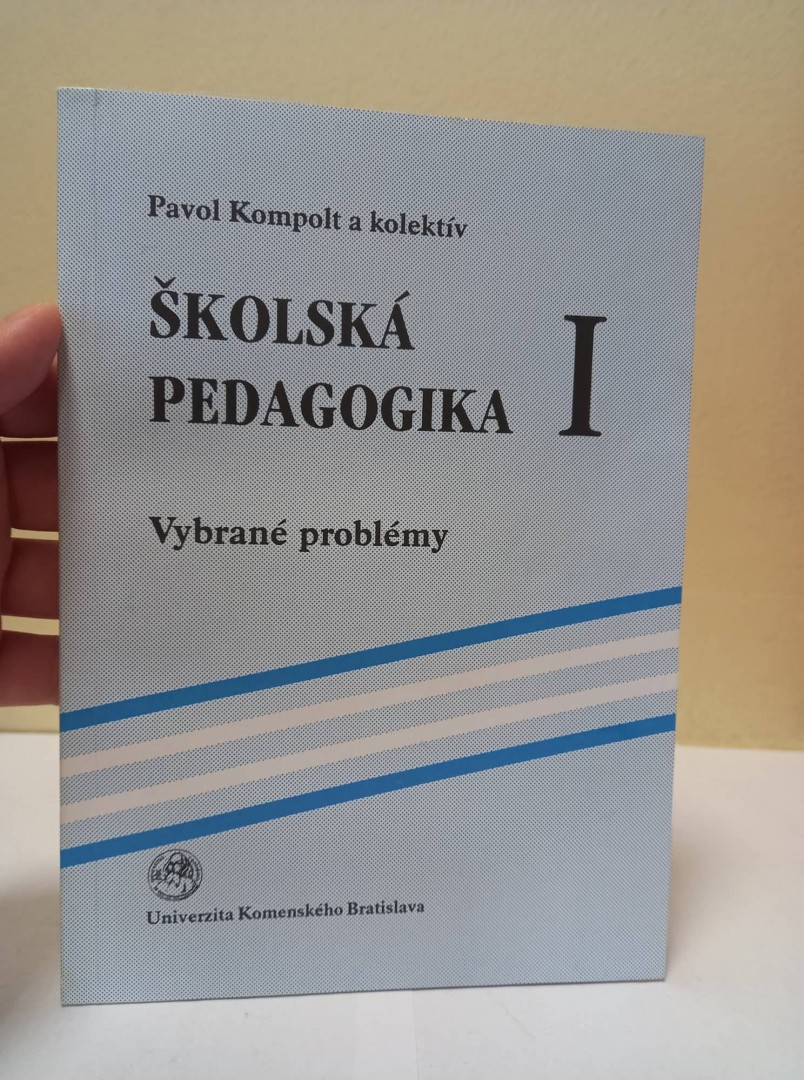 Pavol Kompolt a kolektív
ŠKOLSKÁ
PEDAGOGIKA I
Vybrané problémy
Univerzita Komenského Bratislava